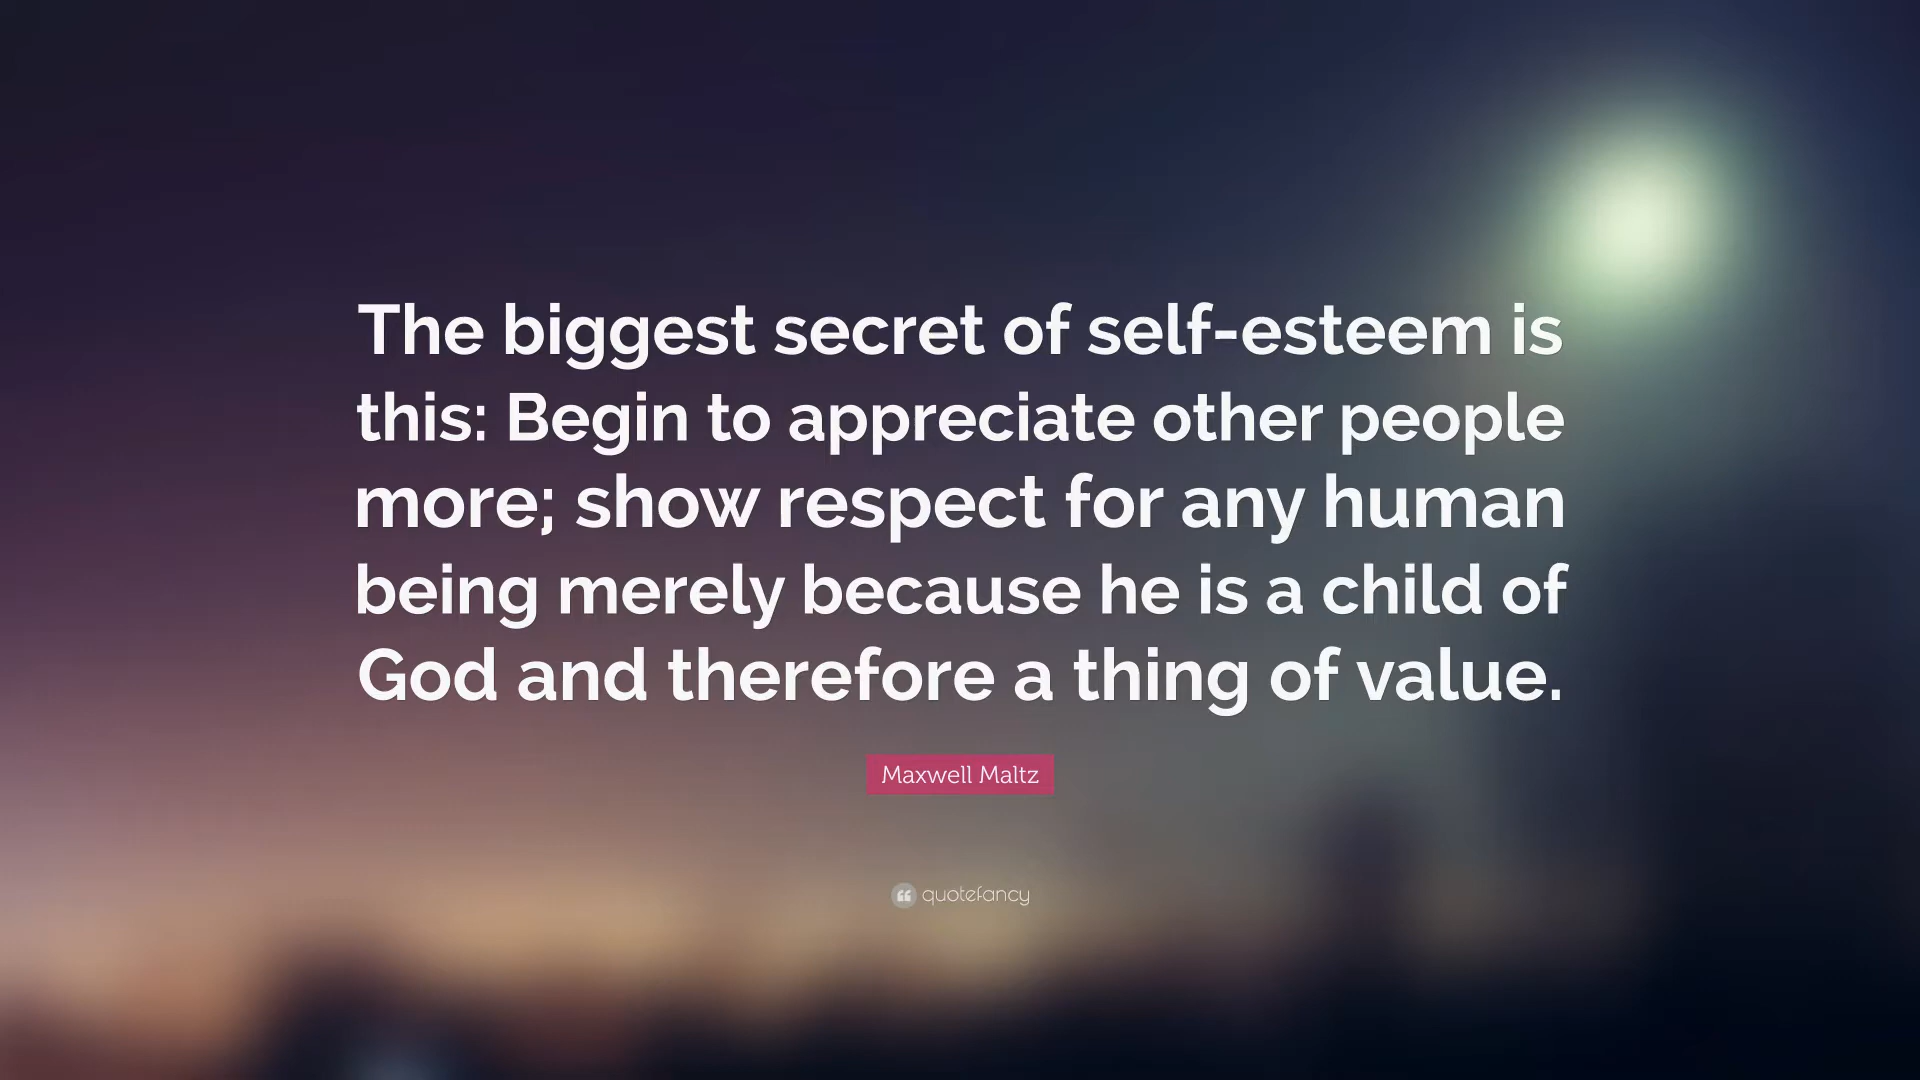 The biggest secret of self-esteem is
this: Begin to appreciate other people
more; show respect for any human
being merely because he is a child of
God and therefore a thing of value.
Maxwell Maltz
quotefancy